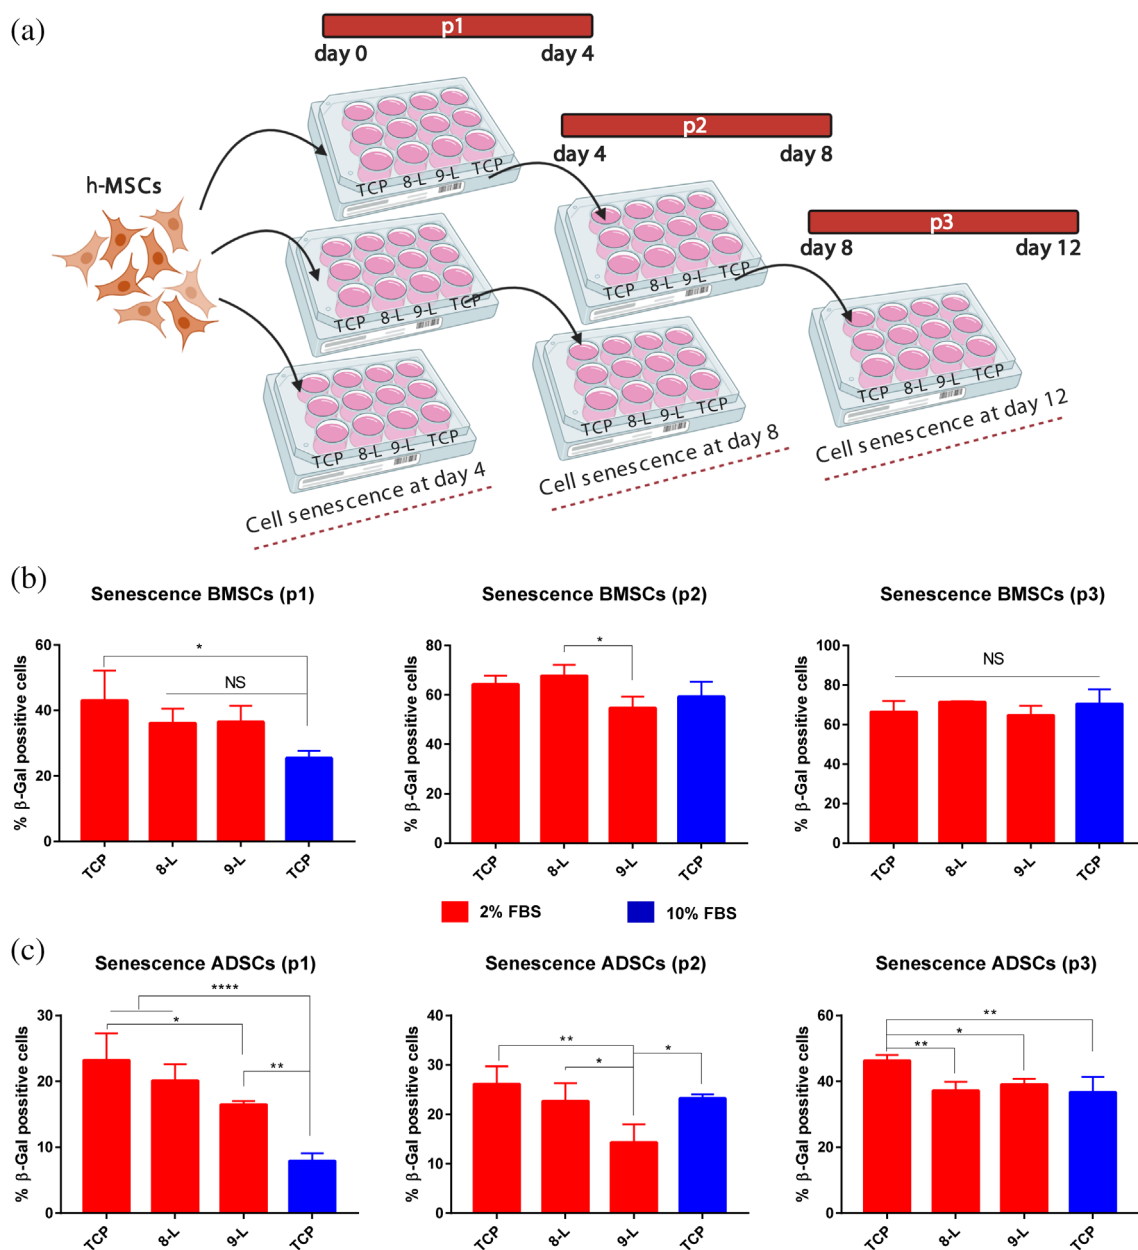 (a)
p1
day 0
day 4
p2
day 4
day 8
p3
day 8
day 12
h-MSCs
TCP 8-L 9-L TCP
TCP 8-L 9-L TCP
TCP 8-L 9-L TCP
TCP 8-L 9-L TCP
TCP 8-L 9-L TCP
TCP 8-L 9-L TCP
Cell senescence at day 4
Cell senescence at day 8
Cell senescence at day 12
(b)
Senescence BMSCs (p1)
% β-Gal possitive cells
60
40
20
0
*
NS
TCP
8-L
9-L
TCP
Senescence BMSCs (p2)
% β-Gal possitive cells
80
60
40
20
0
*
TCP
8-L
9-L
TCP
Senescence BMSCs (p3)
% β-Gal possitive cells
100
80
60
40
20
0
NS
TCP
8-L
9-L
TCP
2% FBS
10% FBS
(c)
Senescence ADSCs (p1)
% β-Gal possitive cells
30
20
10
0
****
*
**
TCP
8-L
9-L
TCP
Senescence ADSCs (p2)
% β-Gal possitive cells
40
30
20
10
0
**
*
*
TCP
8-L
9-L
TCP
Senescence ADSCs (p3)
% β-Gal possitive cells
60
40
20
0
**
*
**
TCP
8-L
9-L
TCP